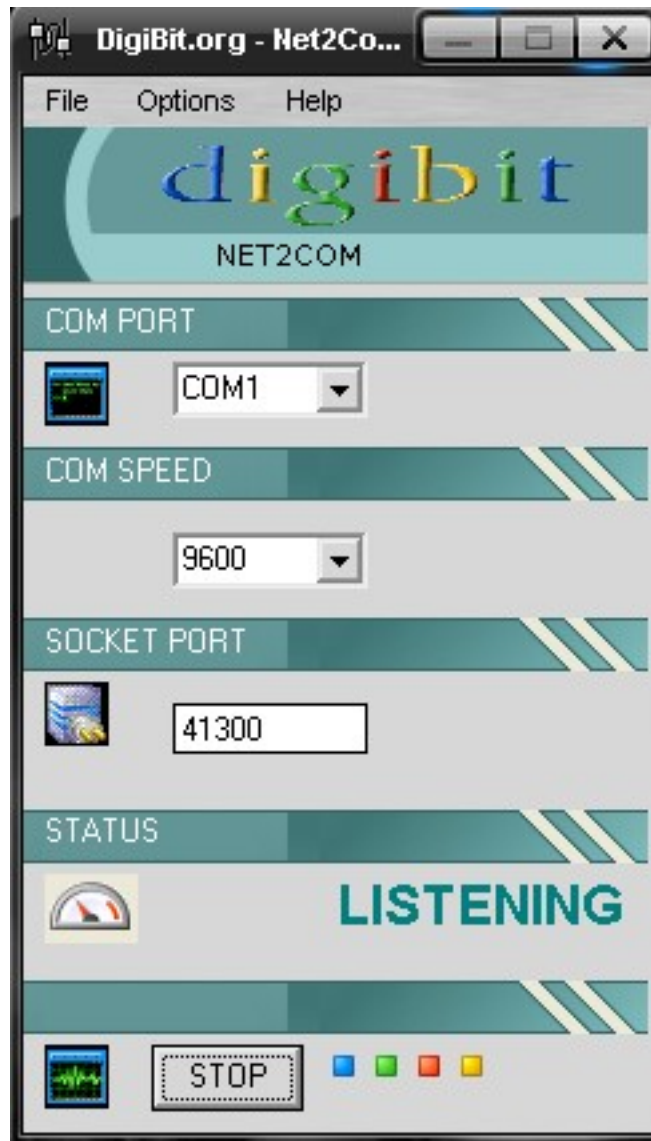 DigiBit.org - Net2Co...
File Options Help
digibit
NET2COM
COM PORT
COM1
COM SPEED
9600
SOCKET PORT
41300
STATUS
LISTENING
STOP